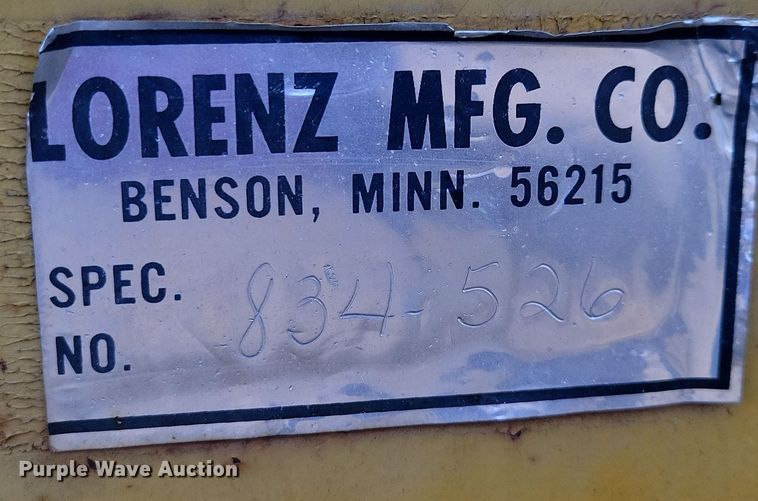 LORENZ MFG. CO.
BENSON, MINN. 56215
SPEC.
NO. 834-526
Purple Wave Auction